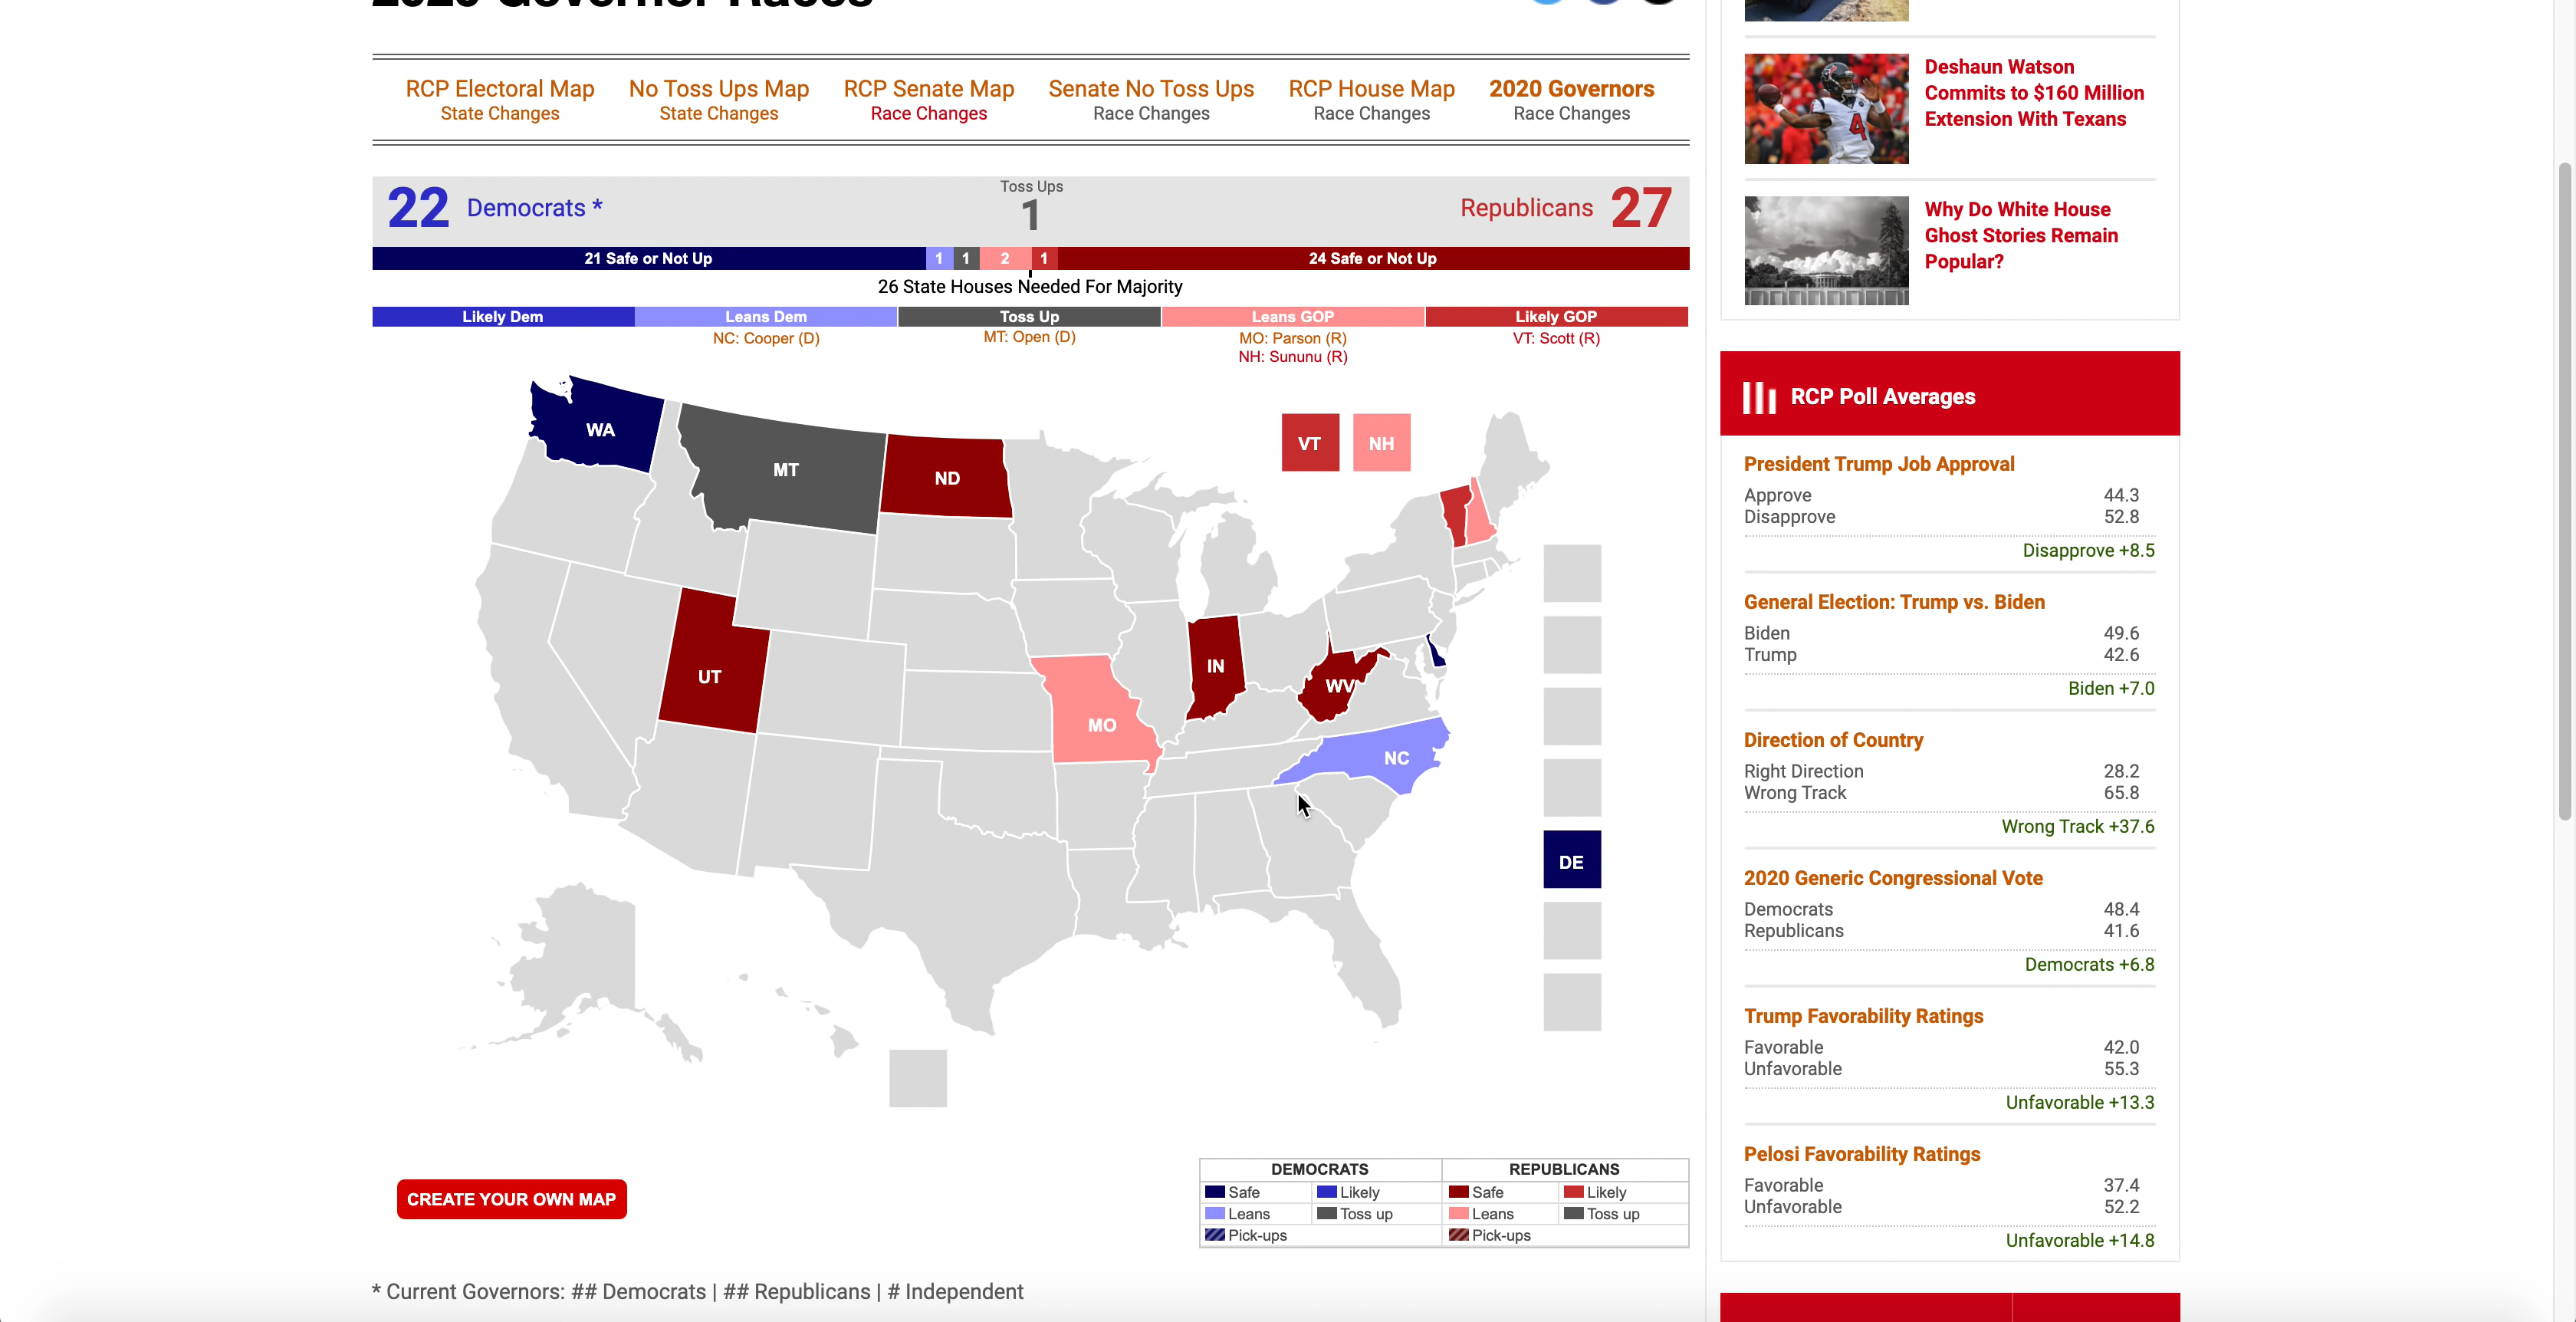 2020 Governor Races
RCP Electoral Map
State Changes
No Toss Ups Map
State Changes
RCP Senate Map
Race Changes
Senate No Toss Ups
Race Changes
RCP House Map
Race Changes
2020 Governors
Race Changes
22 Democrats *
Toss Ups
1
Republicans 27
21 Safe or Not Up 1 1 2 1 24 Safe or Not Up
26 State Houses Needed For Majority
Likely Dem
Leans Dem
NC: Cooper (D)
Toss Up
MT: Open (D)
Leans GOP
MO: Parson (R)
NH: Sununu (R)
Likely GOP
VT: Scott (R)
WA
MT
ND
VT
NH
UT
IN
WV
MO
NC
DE
CREATE YOUR OWN MAP
DEMOCRATS REPUBLICANS
Safe Likely Safe Likely
Leans Toss up Leans Toss up
Pick-ups Pick-ups
* Current Governors: ## Democrats | ## Republicans | # Independent
Deshaun Watson
Commits to $160 Million
Extension With Texans
4
Why Do White House
Ghost Stories Remain
Popular?
RCP Poll Averages
President Trump Job Approval
Approve 44.3
Disapprove 52.8
Disapprove +8.5
General Election: Trump vs. Biden
Biden 49.6
Trump 42.6
Biden +7.0
Direction of Country
Right Direction 28.2
Wrong Track 65.8
Wrong Track +37.6
2020 Generic Congressional Vote
Democrats 48.4
Republicans 41.6
Democrats +6.8
Trump Favorability Ratings
Favorable 42.0
Unfavorable 55.3
Unfavorable +13.3
Pelosi Favorability Ratings
Favorable 37.4
Unfavorable 52.2
Unfavorable +14.8